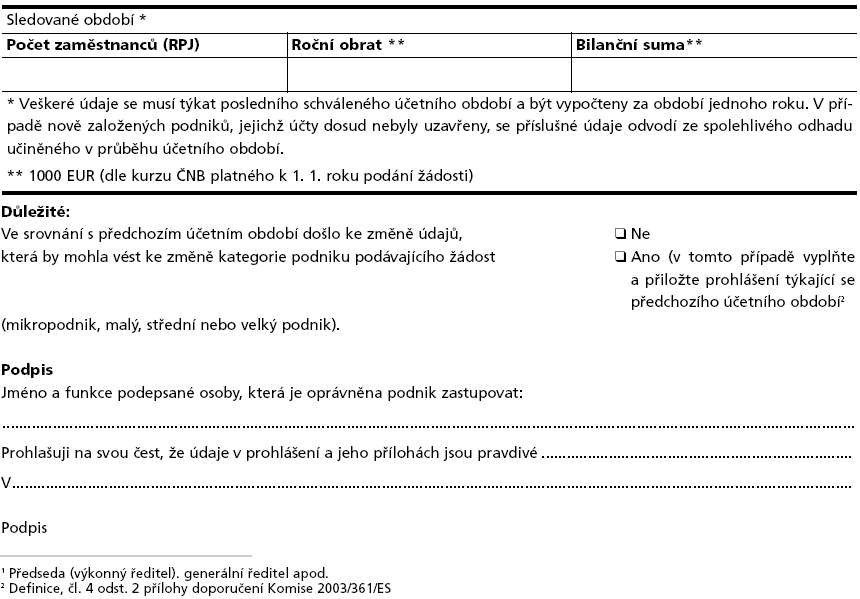 Sledované období *
Počet zaměstnanců (RPJ) Roční obrat ** Bilanční suma**
* Veškeré údaje se musí týkat posledního schváleného účetního období a být vypočteny za období jednoho roku. V pří-
padě nově založených podniků, jejichž účty dosud nebyly uzavřeny, se příslušné údaje odvodí ze spolehlivého odhadu
učiněného v průběhu účetního období.
** 1000 EUR (dle kurzu ČNB platného k 1. 1. roku podání žádosti)
Důležité:
Ve srovnání s předchozím účetním období došlo ke změně údajů, ❏ Ne
která by mohla vést ke změně kategorie podniku podávajícího žádost ❏ Ano (v tomto případě vyplňte
a přiložte prohlášení týkající se
předchozího účetního období²
(mikropodnik, malý, střední nebo velký podnik).
Podpis
Jméno a funkce podepsané osoby, která je oprávněna podnik zastupovat:
................................................................................
Prohlašuji na svou čest, že údaje v prohlášení a jeho přílohách jsou pravdivé ................................................................................
V................................................................................
Podpis
¹ Předseda (výkonný ředitel). generální ředitel apod.
² Definice, čl. 4 odst. 2 přílohy doporučení Komise 2003/361/ES